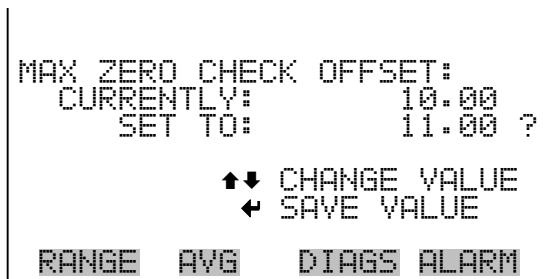 MAX ZERO CHECK OFFSET:
CURRENTLY: 10.00
SET TO: 11.00 ?
⬆⬇ CHANGE VALUE
↵ SAVE VALUE
RANGE AVG DIAGS ALARM